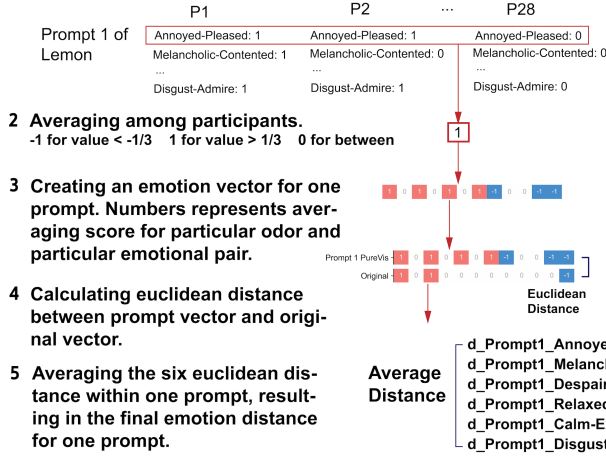 P1 P2 ... P28
Prompt 1 of
Lemon
Annoyed-Pleased: 1 Annoyed-Pleased: 1 Annoyed-Pleased: 0
Melancholic-Contented: 1 Melancholic-Contented: 0 Melancholic-Contented: 0
... ... ...
Disgust-Admire: 1 Disgust-Admire: 0 Disgust-Admire: 0
2 Averaging among participants.
-1 for value < -1/3 1 for value > 1/3 0 for between
1
3 Creating an emotion vector for one
prompt. Numbers represents aver-
aging score for particular odor and
particular emotional pair.
1 0 1 0 1 0 1 -1 0 0 -1 -1
Prompt 1 PureVis 1 0 1 0 1 0 1 -1 0 0 -1 -1
Original 1 0 1 0 0 0 0 0 0 0 0 -1
Euclidean
Distance
4 Calculating euclidean distance
between prompt vector and origi-
nal vector.
5 Averaging the six euclidean dis-
tance within one prompt, result-
ing in the final emotion distance
for one prompt.
Average
Distance
d_Prompt1_Annoye
d_Prompt1_Melancl
d_Prompt1_Despair
d_Prompt1_Relaxed
d_Prompt1_Calm-E
d_Prompt1_Disgust